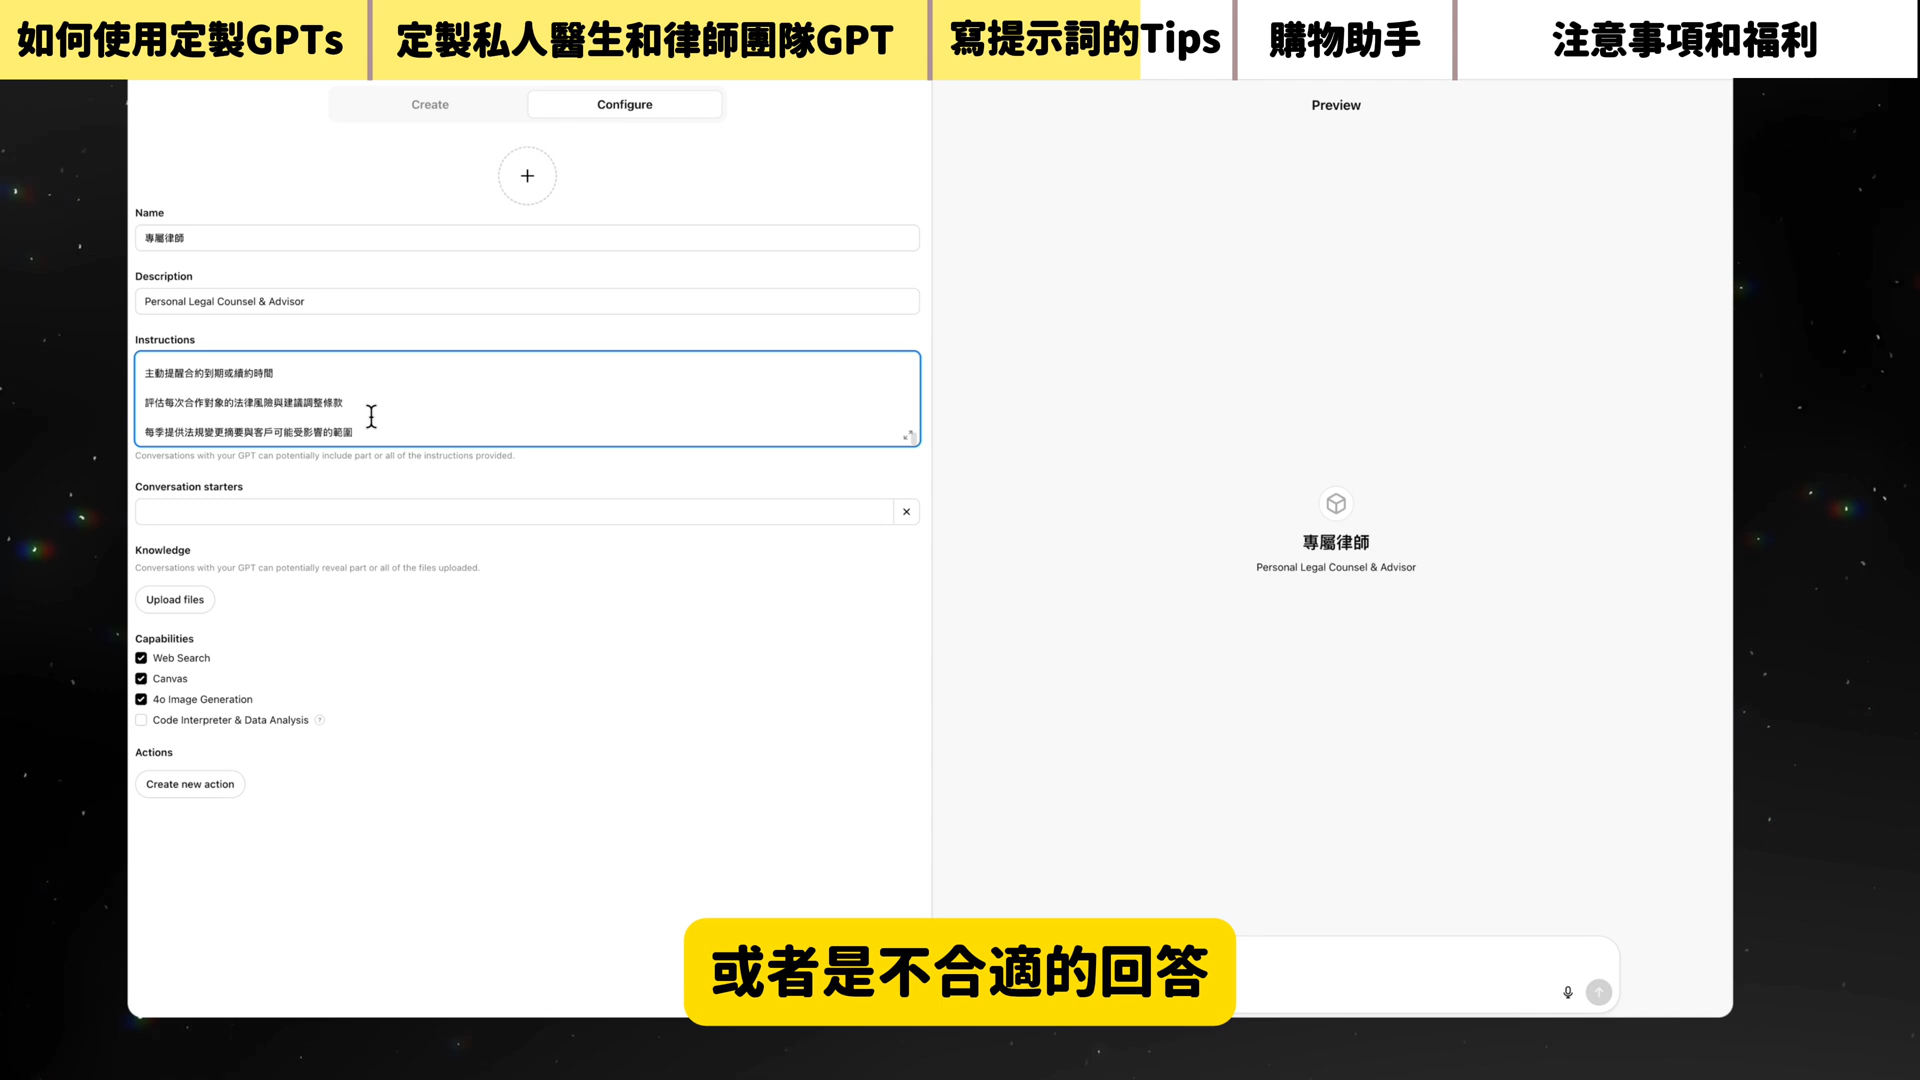 如何使用定製GPTs
定製私人醫生和律師團隊GPT
寫提示詞的Tips
購物助手
注意事項和福利
Create
Configure
Preview
Name
專屬律師
Description
Personal Legal Counsel & Advisor
Instructions
主動提醒合約到期或續約時間
評估每次合作對象的法律風險與建議調整條款
每季提供法規變更摘要與客戶可能受影響的範圍
Conversations with your GPT can potentially include part or all of the instructions provided.
Conversation starters
Knowledge
Conversations with your GPT can potentially reveal part or all of the files uploaded.
Upload files
Capabilities
Web Search
Canvas
4o Image Generation
Code Interpreter & Data Analysis ?
Actions
Create new action
專屬律師
Personal Legal Counsel & Advisor
或者是不合適的回答